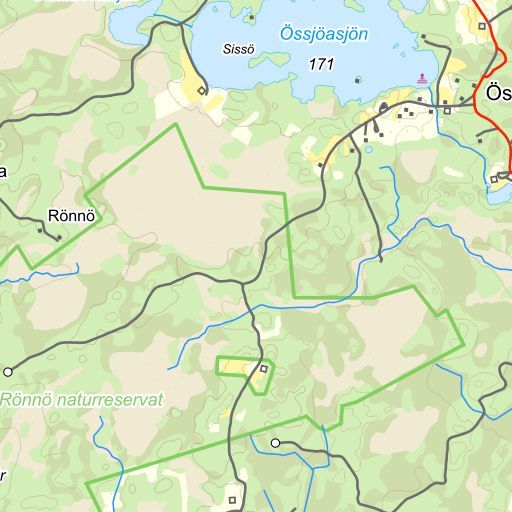 Össjöasjön
Sissö
171
Ös
a
Rönnö
Rönnö naturreservat
r